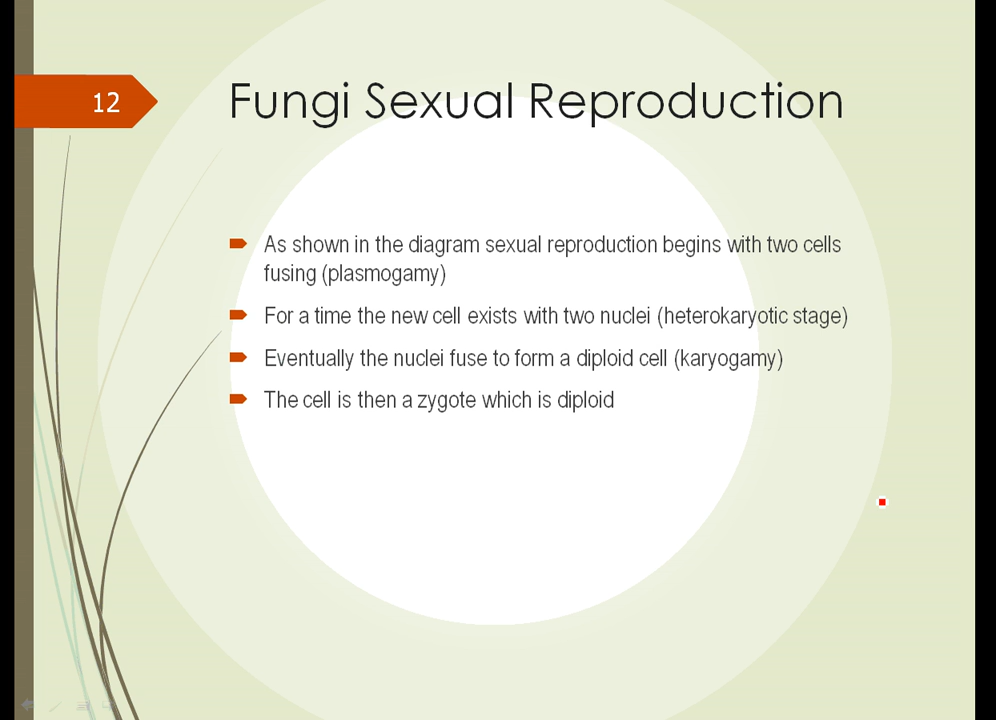 12
Fungi Sexual Reproduction
As shown in the diagram sexual reproduction begins with two cells
fusing (plasmogamy)
For a time the new cell exists with two nuclei (heterokaryotic stage)
Eventually the nuclei fuse to form a diploid cell (karyogamy)
The cell is then a zygote which is diploid